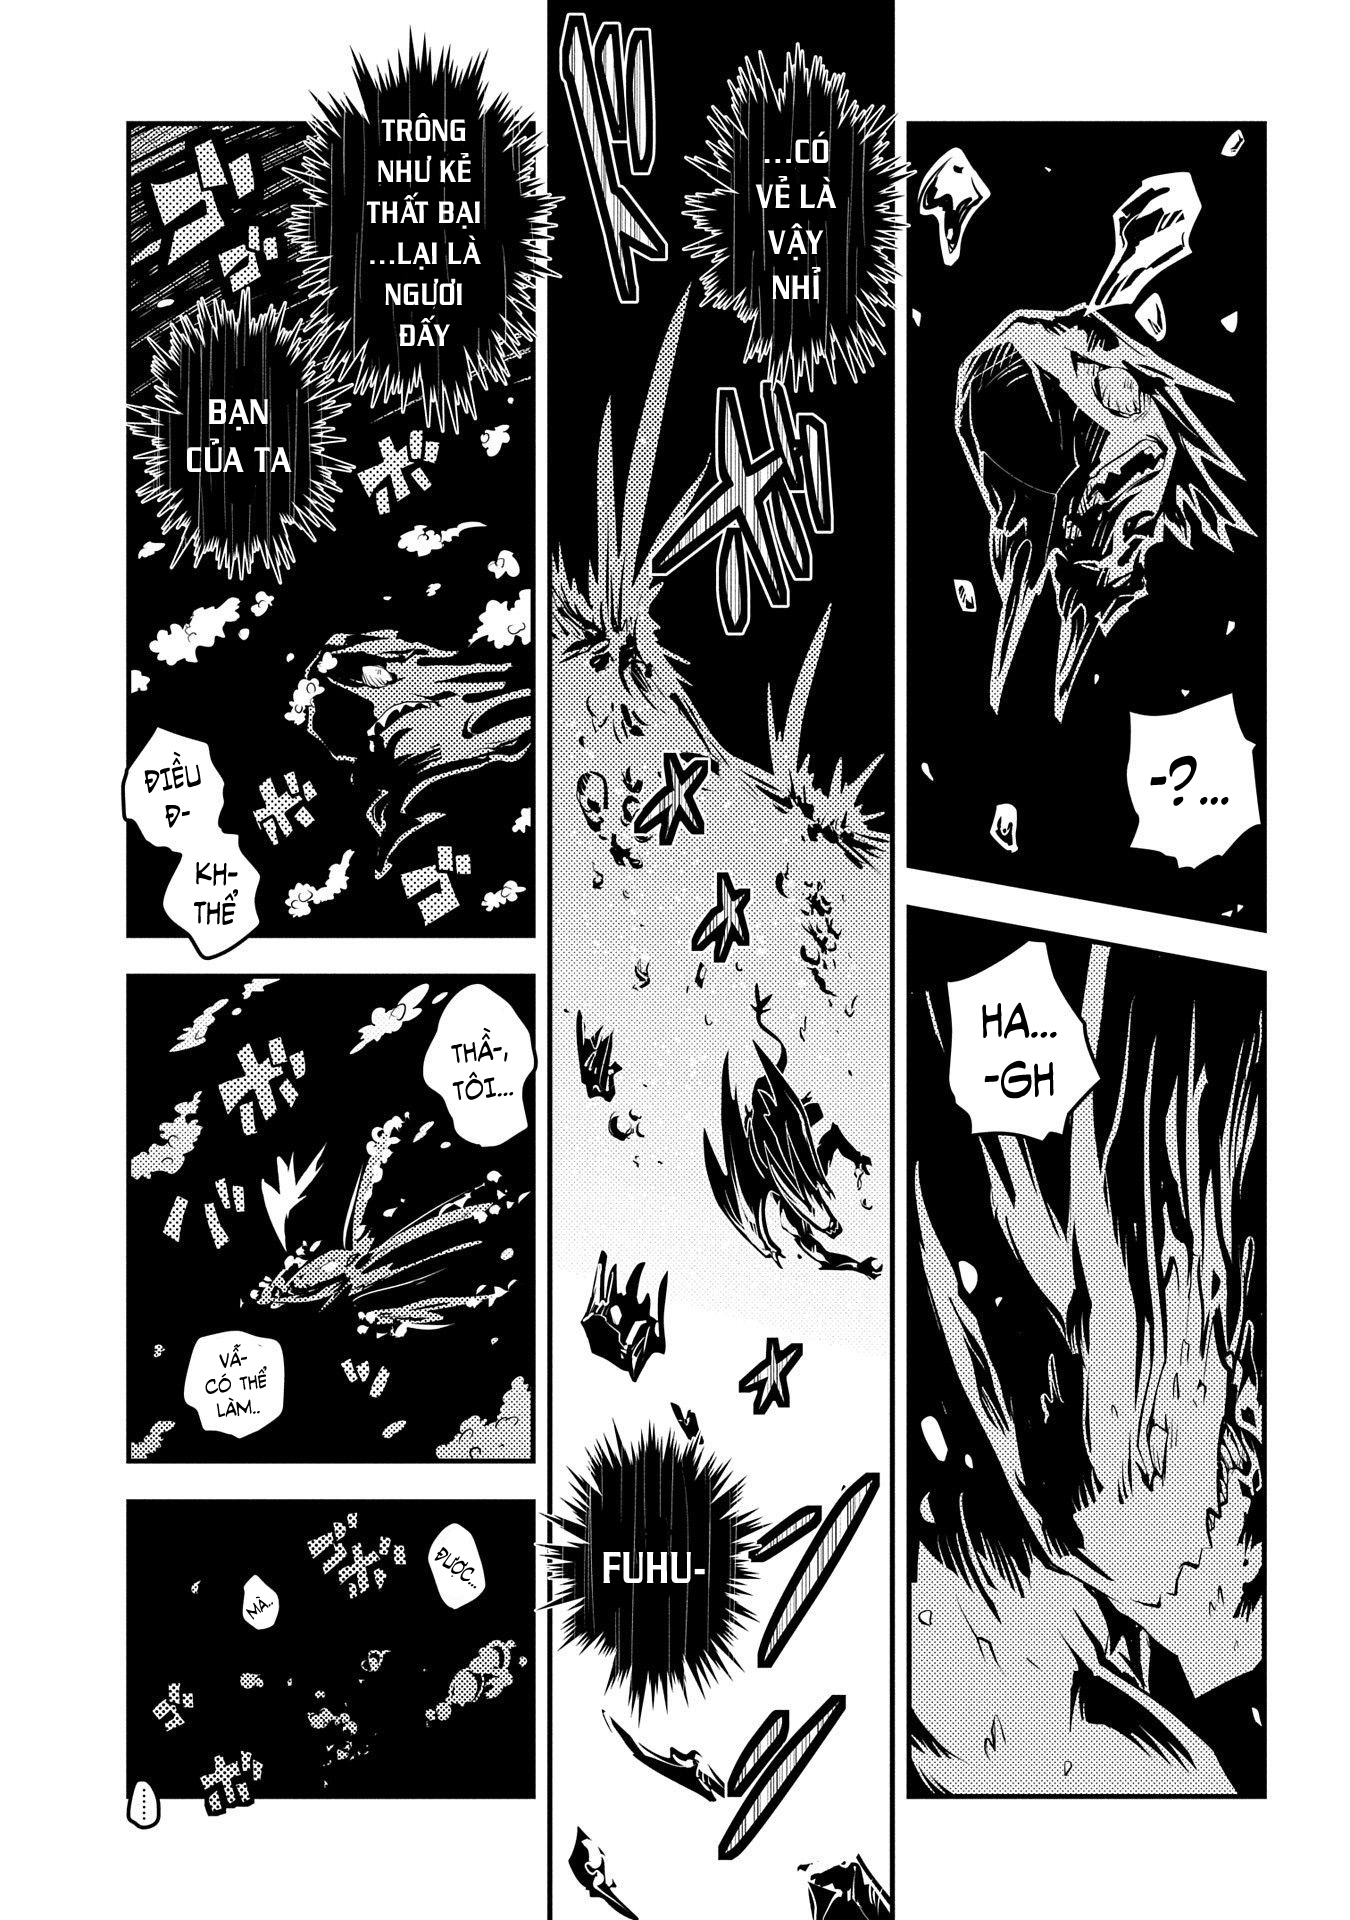 -?...
HA...
-GH
...CÓ
VẺ LÀ
VẬY
NHỈ
FUHU-
TRÔNG
NHƯ KẺ
THẤT BẠI
...LẠI LÀ
NGƯƠI
ĐẤY
BẠN
CỦA TA
ĐIỀU
Đ-
KH-
THỂ
THẦ-,
TÔI...
VẪ-
CÓ THỂ
LÀM..
ĐƯỢC...
MÀ..
......